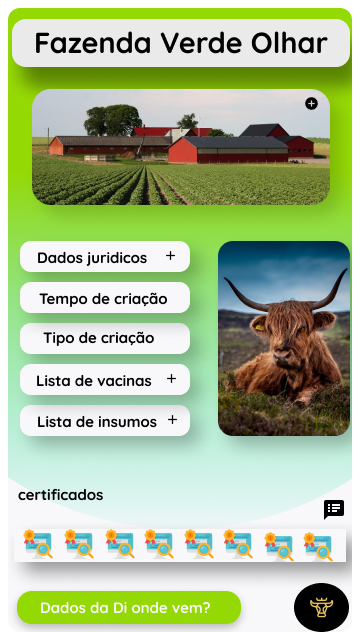 Fazenda Verde Olhar
Dados juridicos +
Tempo de criação
Tipo de criação
Lista de vacinas +
Lista de insumos +
certificados
Dados da Di onde vem?